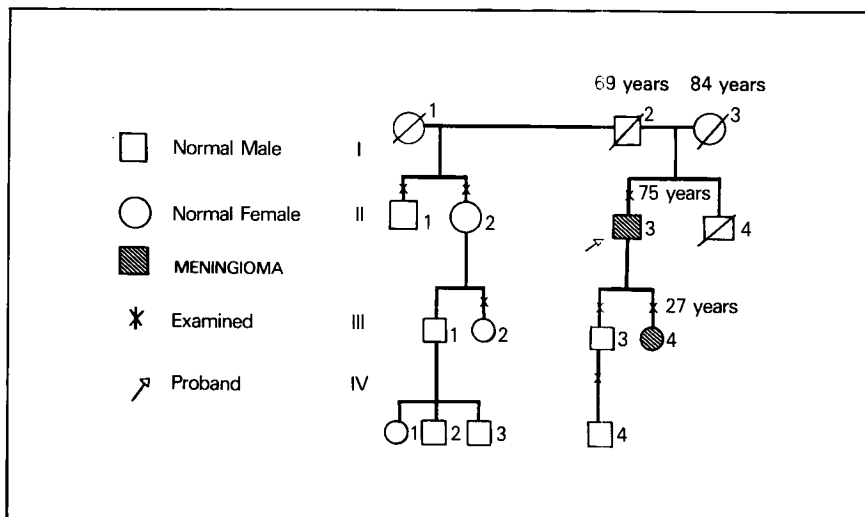 69 years 84 years
1 2 3
Normal Male I
75 years
Normal Female II 1 2 3 4
MENINGIOMA
27 years
Examined III 1 2 3 4
Proband IV
1 2 3 4